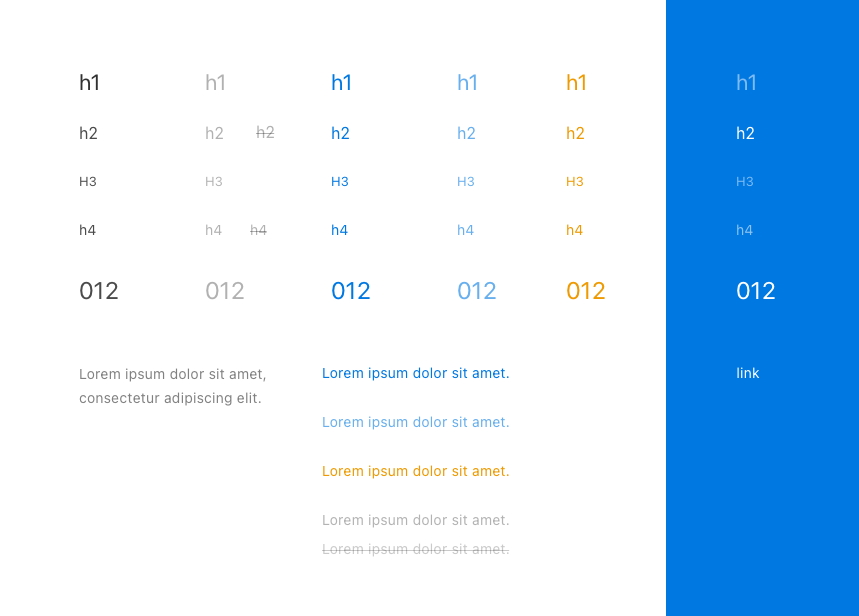 h1 h1 h1 h1 h1 h1
h2 h2 h2 h2 h2 h2 h2
H3 H3 H3 H3 H3 H3
h4 h4 h4 h4 h4 h4 h4
012 012 012 012 012 012
Lorem ipsum dolor sit amet,
consectetur adipiscing elit.
Lorem ipsum dolor sit amet.
Lorem ipsum dolor sit amet.
Lorem ipsum dolor sit amet.
Lorem ipsum dolor sit amet.
Lorem ipsum dolor sit amet.
link